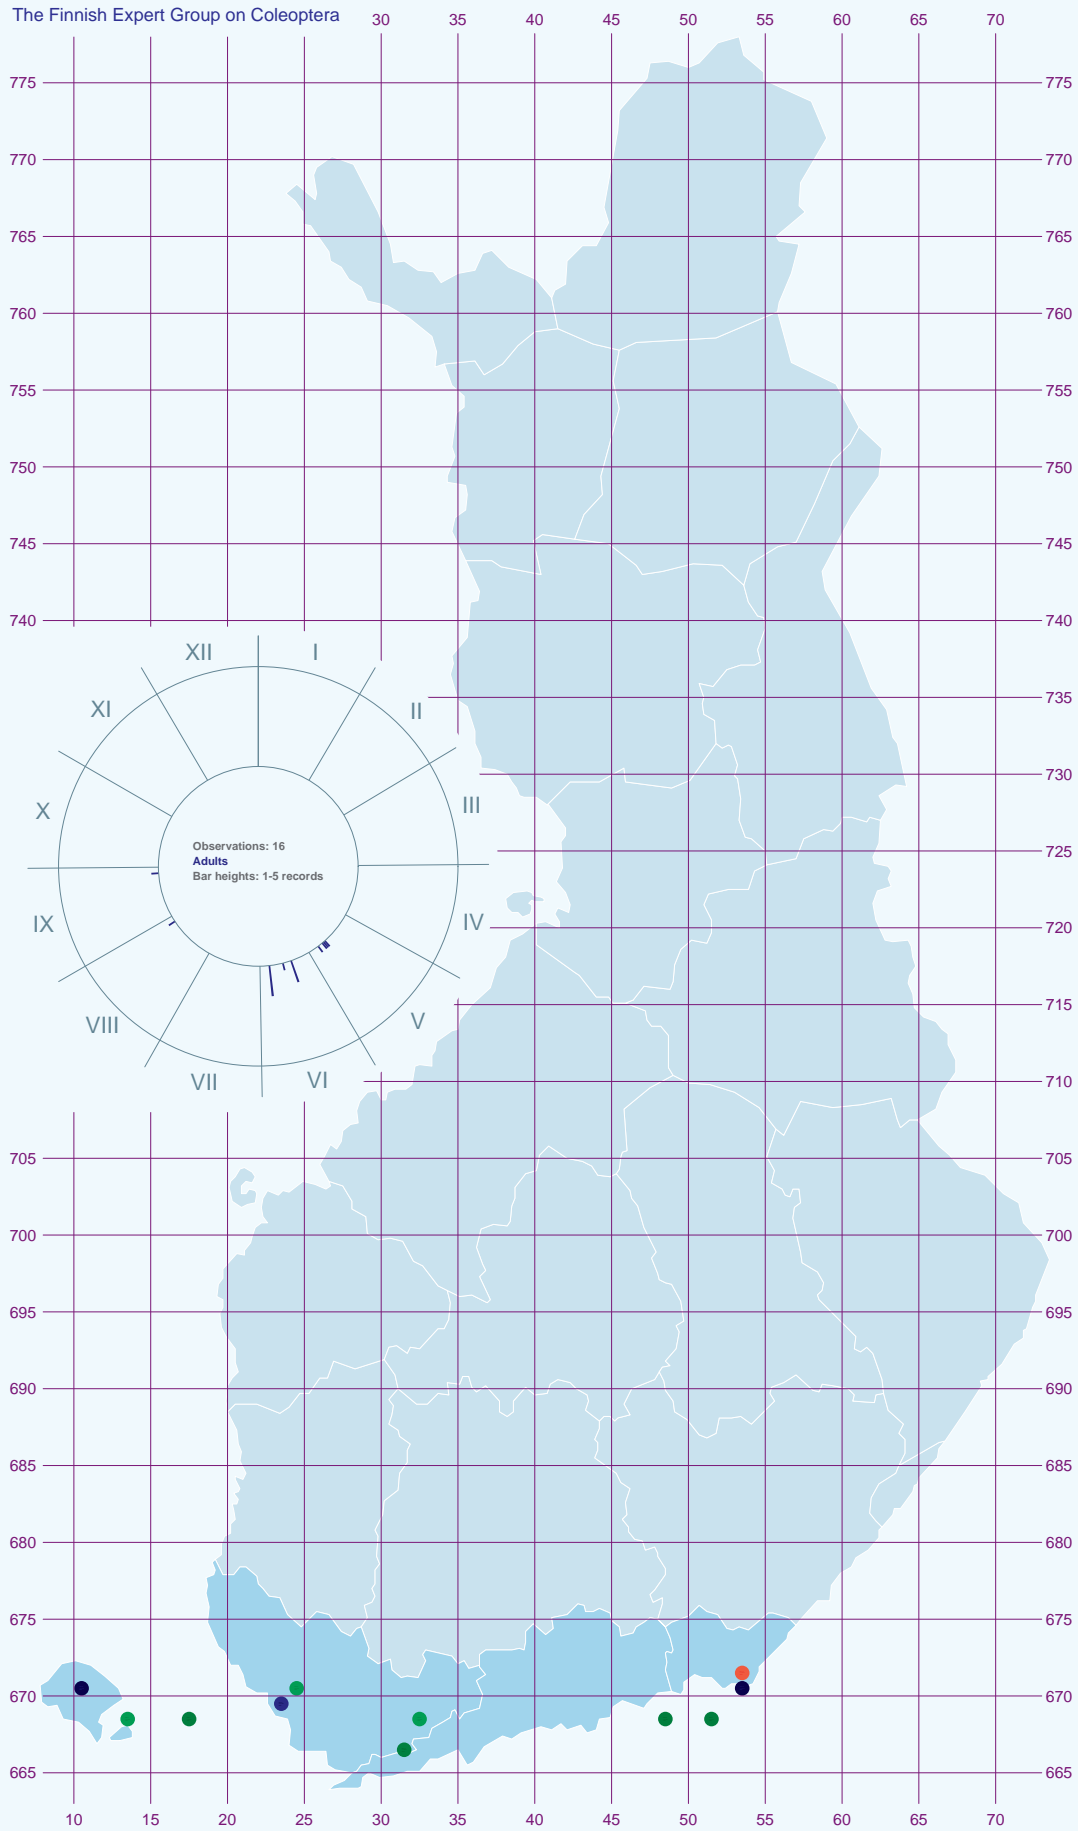 The Finnish Expert Group on Coleoptera 30 35 40 45 50 55 60 65 70
775 775
770 770
765 765
760 760
755 755
750 750
745 745
740 740
XII I
XI II
735
730
X III
Observations: 16
Adults
Bar heights: 1-5 records
725
IX IV
720
VIII V
715
VII VI
710
705 705
700 700
695 695
690 690
685 685
680 680
675 675
670 670
665 665
10 15 20 25 30 35 40 45 50 55 60 65 70